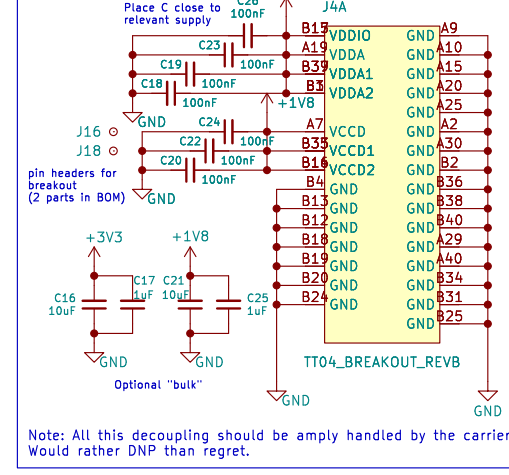 Place C close to
relevant supply
C26
100nF
J4A
C23
100nF
C19
100nF
C18
100nF
GND
+1V8
J16
J18
C24
100nF
C22
100nF
C20
100nF
GND
pin headers for
breakout
(2 parts in BOM)
B15 VDDIO GND A9
A19 VDDA GND A10
B39 VDDA1 GND A15
VDDA2 GND A20
GND A25
A7 VCCD GND A2
B35 VCCD1 GND A30
B16 VCCD2 GND B2
B4 GND GND B36
B13 GND GND B38
B12 GND GND B40
B18 GND GND A29
B19 GND GND A40
B20 GND GND B34
B24 GND GND B31
GND B25
+3V3
+1V8
C16
10uF
C17
1uF
C21
10uF
C25
1uF
GND
GND
Optional "bulk"
TT04_BREAKOUT_REVB
GND
GND
Note: All this decoupling should be amply handled by the carrier
Would rather DNP than regret.